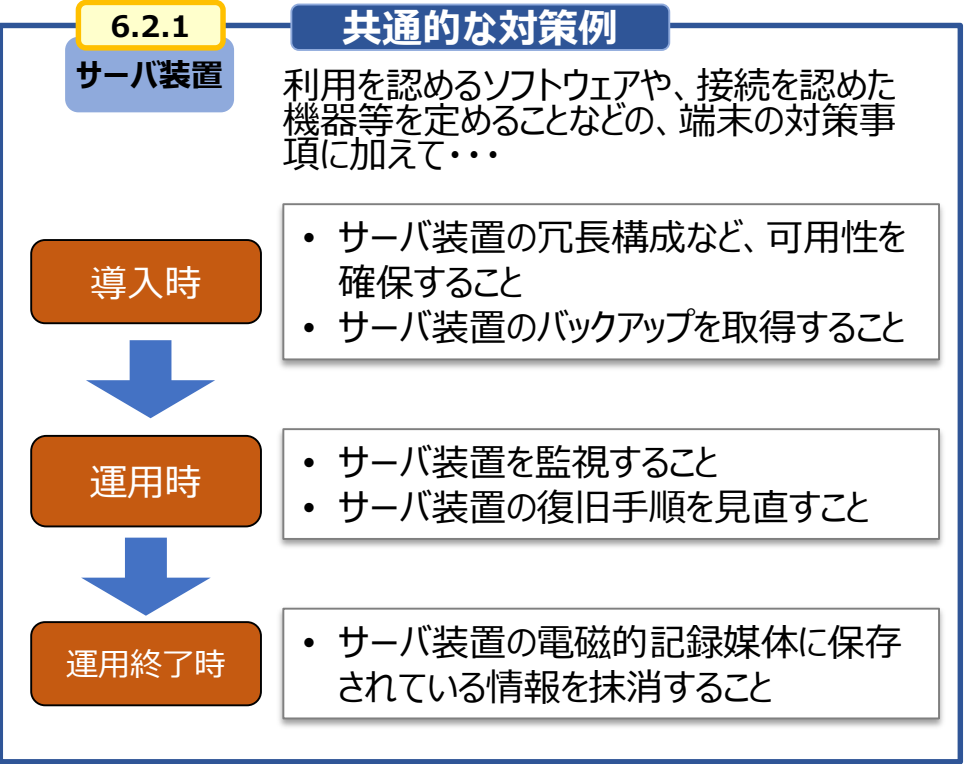 6.2.1
サーバ装置
共通的な対策例
利用を認めるソフトウェアや、接続を認めた
機器等を定めることなどの、端末の対策事
項に加えて・・・
導入時
• サーバ装置の冗長構成など、可用性を
確保すること
• サーバ装置のバックアップを取得すること
運用時
• サーバ装置を監視すること
• サーバ装置の復旧手順を見直すこと
運用終了時
• サーバ装置の電磁的記録媒体に保存
されている情報を抹消すること